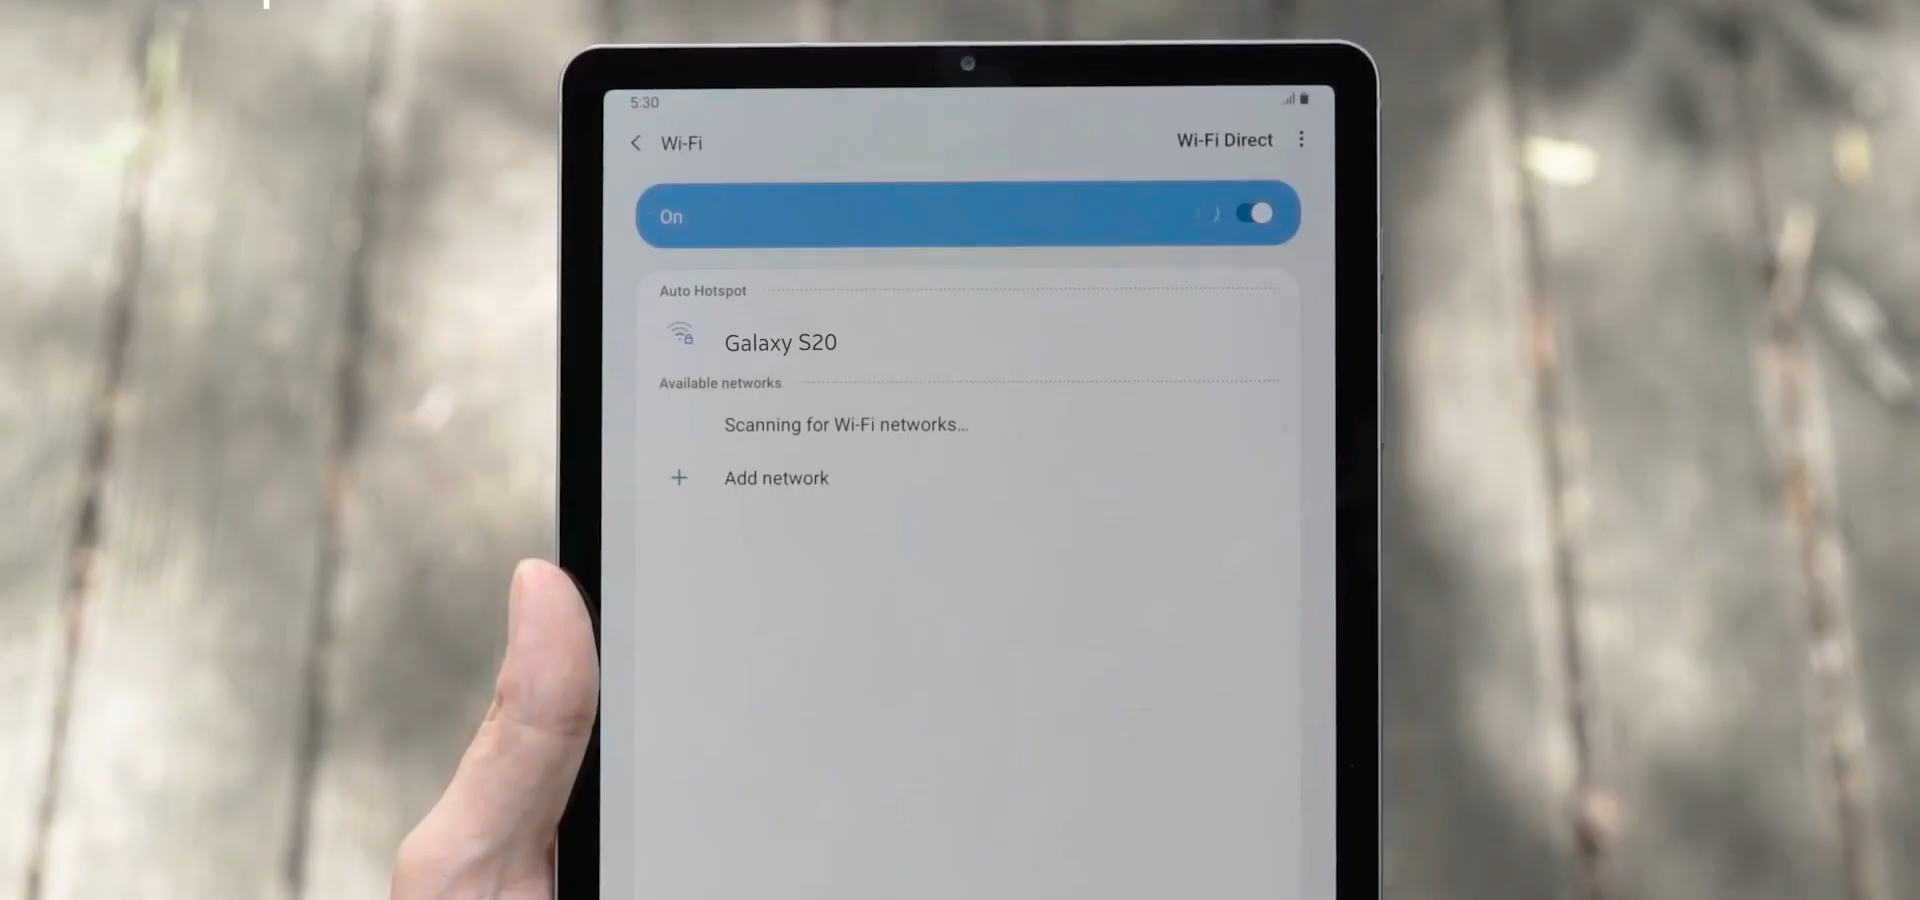 5:30
Wi-Fi
Wi-Fi Direct
On
Auto Hotspot
Galaxy S20
Available networks
Scanning for Wi-Fi networks...
Add network